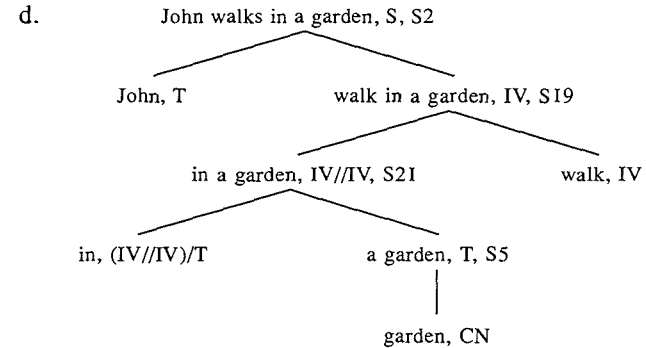 d.
John walks in a garden, S, S2
John, T
walk in a garden, IV, S19
in a garden, IV//IV, S21
walk, IV
in, (IV//IV)/T
a garden, T, S5
garden, CN